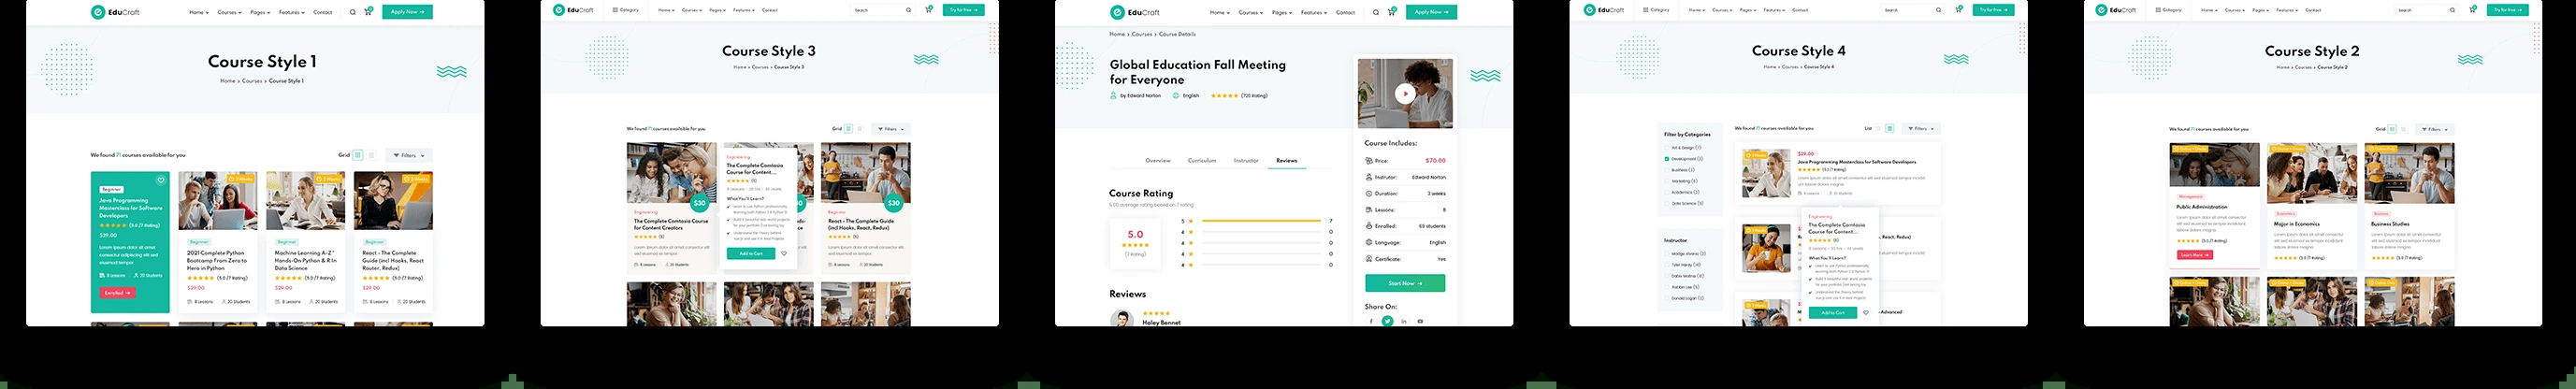 EduCraft
Home Courses Pages Features Contact
Apply Now →
Course Style 1
Home > Courses > Course Style 1
We found 71 courses available for you
Grid
Filters
Beginner
Java Programming
Masterclass for Software
Developers
(5.0 /7 Rating)
$29.00
Lorem ipsum dolor sit amet
consectur adipiscing elit sed
eiusmod tempor.
8 Lessons 20 Students
Enrolled →
2 Weeks
Beginner
2021 Complete Python
Bootcamp From Zero to
Hero in Python
(5.0 /7 Rating)
$29.00
8 Lessons 20 Students
Beginner
Machine Learning A-Z™
Hands-On Python & R In
Data Science
(5.0 /7 Rating)
$29.00
8 Lessons 20 Students
Beginner
React - The Complete
Guide (incl Hooks, React
Router, Redux)
(5.0 /7 Rating)
$29.00
8 Lessons 20 Students
EduCraft
Category
Home Courses Pages Features Contact
Search
Try for free →
Course Style 3
Home > Courses > Course Style 3
We found 71 courses available for you
Grid
Filters
$30
Engineering
The Complete Camtasia Course
for Content Creators
(5)
8 Lessons 20 Students
Engineering
The Complete Camtasia
Course for Content...
(5)
What You'll Learn?
Add to Cart
$30
Beginner
React - The Complete Guide
(incl Hooks, React, Redux)
(5)
8 Lessons 20 Students
EduCraft
Home Courses Pages Features Contact
Apply Now →
Home > Courses > Course Details
Global Education Fall Meeting
for Everyone
by Edward Norton
English
(720 Rating)
Overview Curriculum Instructor Reviews
Course Rating
5.00 average rating based on 7 rating
5.0
(7 Rating)
5 7
4 0
4 0
4 0
4 0
Reviews
Haley Bennet
Course Includes:
Price: $70.00
Instructor: Edward Norton
Duration: 3 weeks
Lessons: 8
Enrolled: 69 students
Language: English
Certificate: Yes
Start Now →
Share On:
EduCraft
Category
Home Courses Pages Features Contact
Search
Try for free →
Course Style 4
Home > Courses > Course Style 4
Filter by Categories
Art & Design (7)
Development (2)
Business (3)
Marketing (5)
Academics (2)
Data Science (5)
Instructor
We found 71 courses available for you
List
Filters
$29.00
Java Programming Masterclass for Software Developers
(5.0 /7 Rating)
8 Lessons 20 Students
Engineering
The Complete Camtasia
Course for Content...
(5)
What You'll Learn?
Add to Cart
EduCraft
Category
Home Courses Pages Features Contact
Search
Try for free →
Course Style 2
Home > Courses > Course Style 2
We found 71 courses available for you
Grid
Filters
Management
Public Administration
(5.0 /7 Rating)
Learn More →
Economics
Major in Economics
(5.0 /7 Rating)
Business
Business Studies
(5.0 /7 Rating)